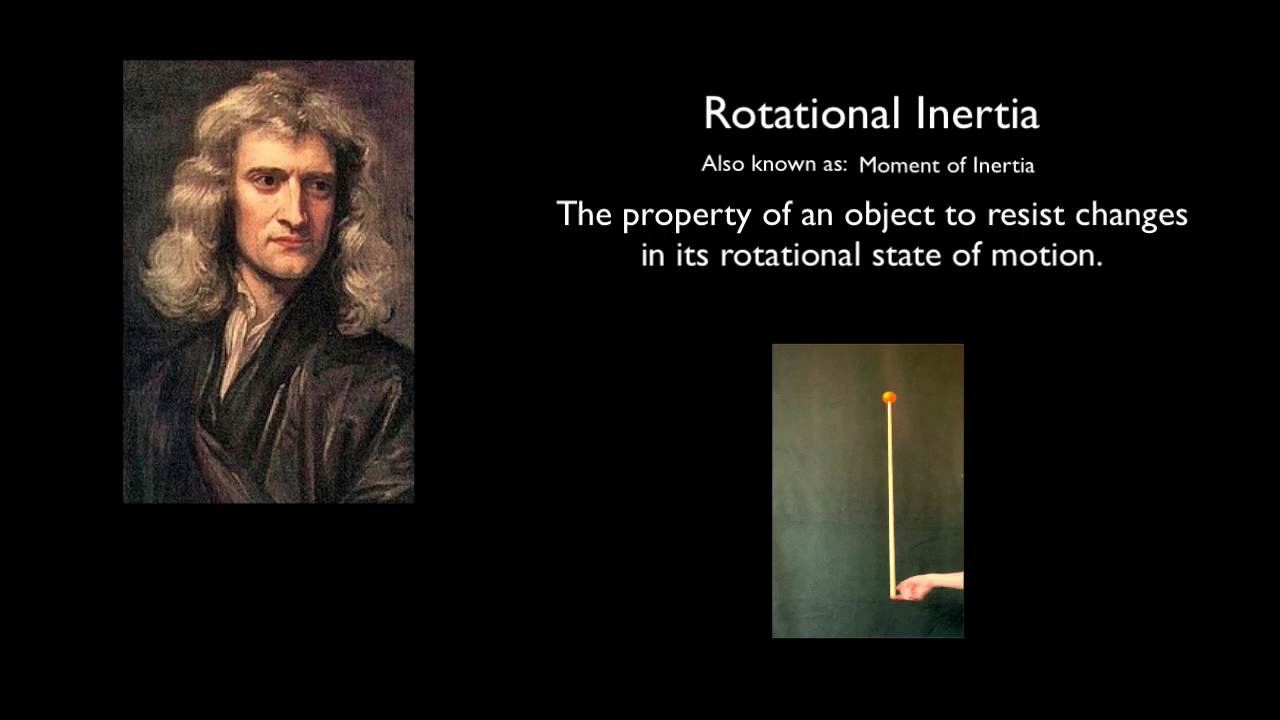 Rotational Inertia
Also known as: Moment of Inertia
The property of an object to resist changes
in its rotational state of motion.